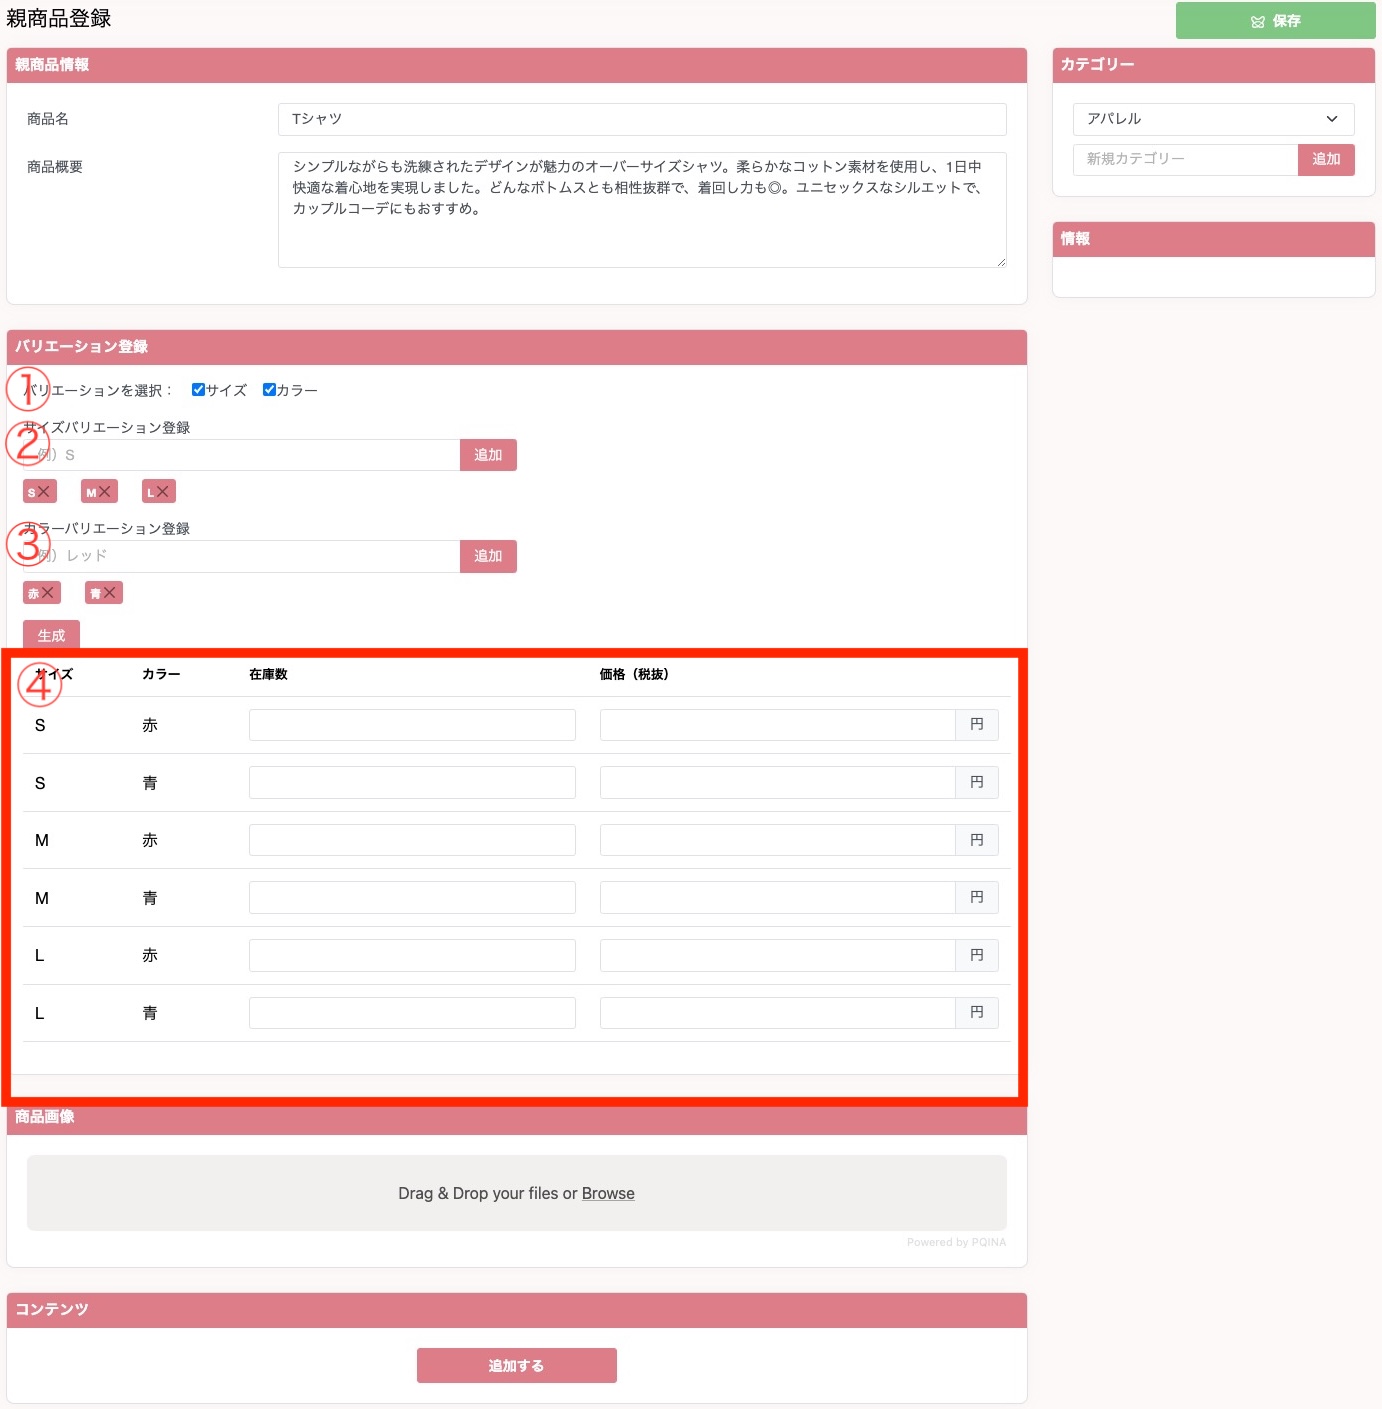 親商品登録
保存
親商品情報
商品名
Tシャツ
商品概要
シンプルながらも洗練されたデザインが魅力のオーバーサイズシャツ。柔らかなコットン素材を使用し、1日中
快適な着心地を実現しました。どんなボトムスとも相性抜群で、着回し力も◎。ユニセックスなシルエットで、
カップルコーデにもおすすめ。
カテゴリー
アパレル
新規カテゴリー
追加
情報
バリエーション登録
①
バリエーションを選択：
サイズ
カラー
②
サイズバリエーション登録
例）S
追加
S
M
L
③
カラーバリエーション登録
例）レッド
追加
赤
青
生成
④
サイズ カラー 在庫数 価格（税抜）
S 赤 円
S 青 円
M 赤 円
M 青 円
L 赤 円
L 青 円
商品画像
Drag & Drop your files or Browse
Powered by PQINA
コンテンツ
追加する